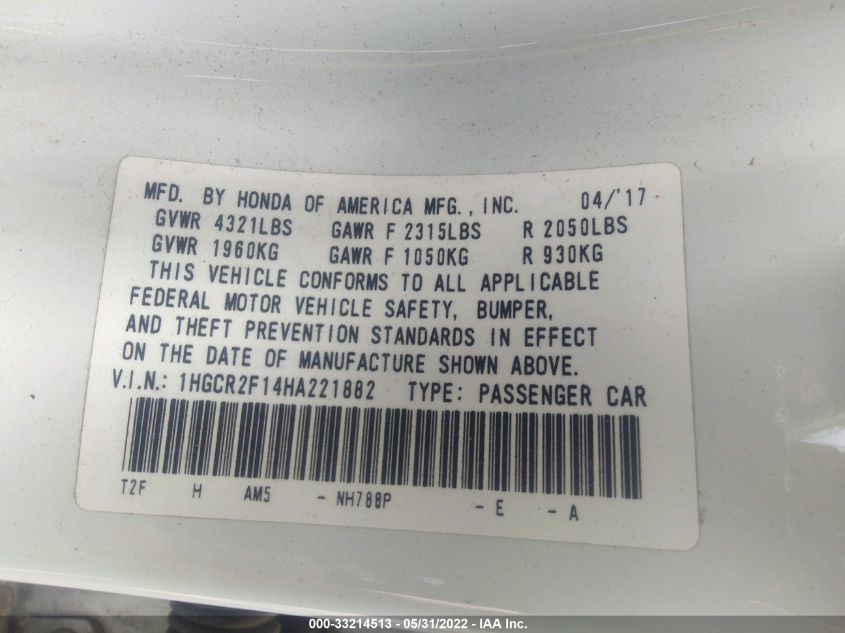 MFD. BY HONDA OF AMERICA MFG., INC. 04/'17
GVWR 4321LBS GAWR F 2315LBS R 2050LBS
GVWR 1960KG GAWR F 1050KG R 930KG
THIS VEHICLE CONFORMS TO ALL APPLICABLE
FEDERAL MOTOR VEHICLE SAFETY, BUMPER,
AND THEFT PREVENTION STANDARDS IN EFFECT
ON THE DATE OF MANUFACTURE SHOWN ABOVE.
V.I.N.: 1HGCR2F14HA221882 TYPE: PASSENGER CAR
T2F H AM5 - NH788P - E - A
000-33214513 - 05/31/2022 - IAA Inc.